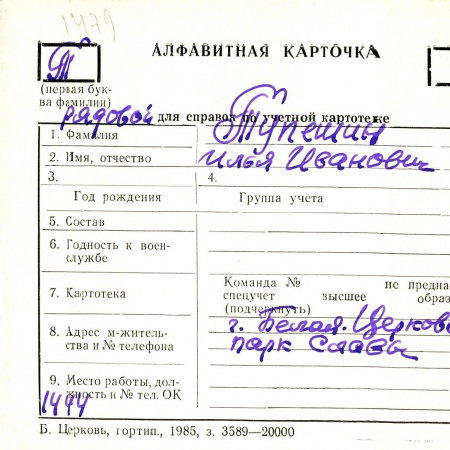 1479
АЛФАВИТНАЯ КАРТОЧКА
Т
(первая бук-
ва фамилии)
рядовой для справок по учетной картотеке
1. Фамилия Тупешин
2. Имя, отчество Илья Иванович
3. 4.
Год рождения Группа учета
5. Состав
6. Годность к воен-
службе
Команда № не предна
7. Картотека спецучет высшее образ
(подчеркнуть)
8. Адрес м-житель- г. Белая-Церковь
ства и № телефона парк Славы
9. Место работы, дол-
жность и № тел. ОК
1444
Б. Церковь, гортип., 1985, з. 3589—20000